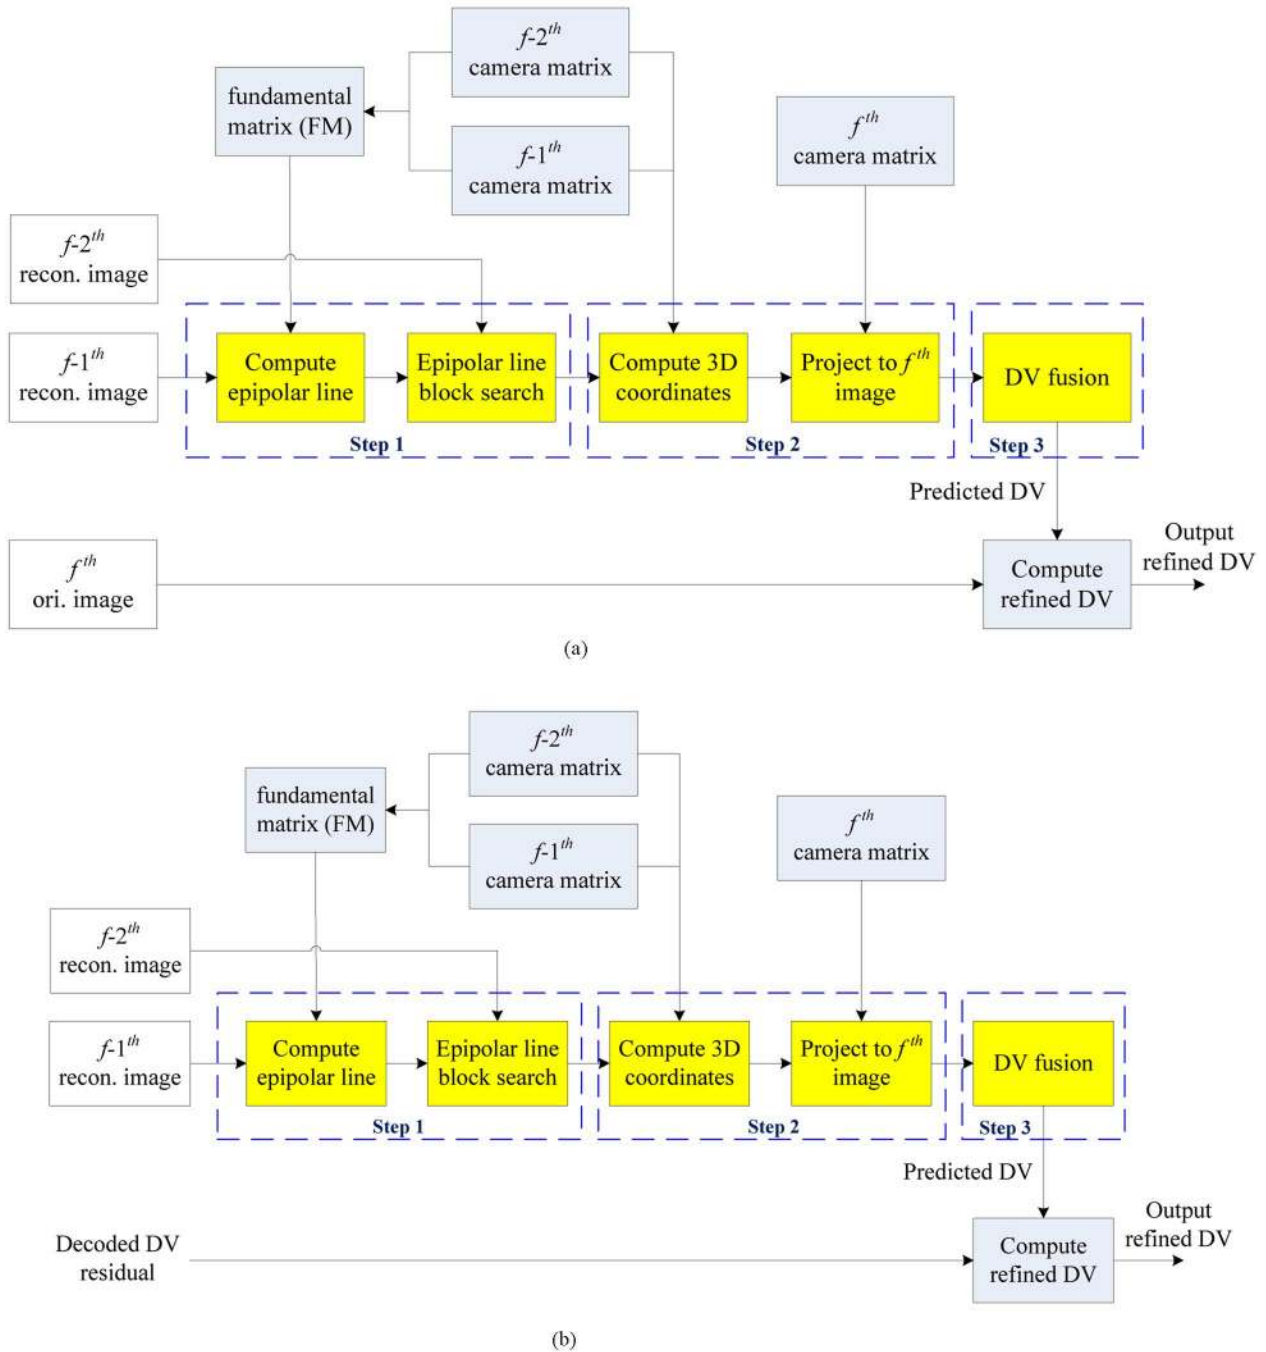 f-2th
camera matrix
fundamental
matrix (FM)
f-1th
camera matrix
fth
camera matrix
f-2th
recon. image
f-1th
recon. image
Compute
epipolar line
Epipolar line
block search
Compute 3D
coordinates
Project to fth
image
DV fusion
Step 1
Step 2
Step 3
Predicted DV
fth
ori. image
Compute
refined DV
Output
refined DV
(a)
f-2th
camera matrix
fundamental
matrix (FM)
f-1th
camera matrix
fth
camera matrix
f-2th
recon. image
f-1th
recon. image
Compute
epipolar line
Epipolar line
block search
Compute 3D
coordinates
Project to fth
image
DV fusion
Step 1
Step 2
Step 3
Predicted DV
Decoded DV
residual
Compute
refined DV
Output
refined DV
(b)